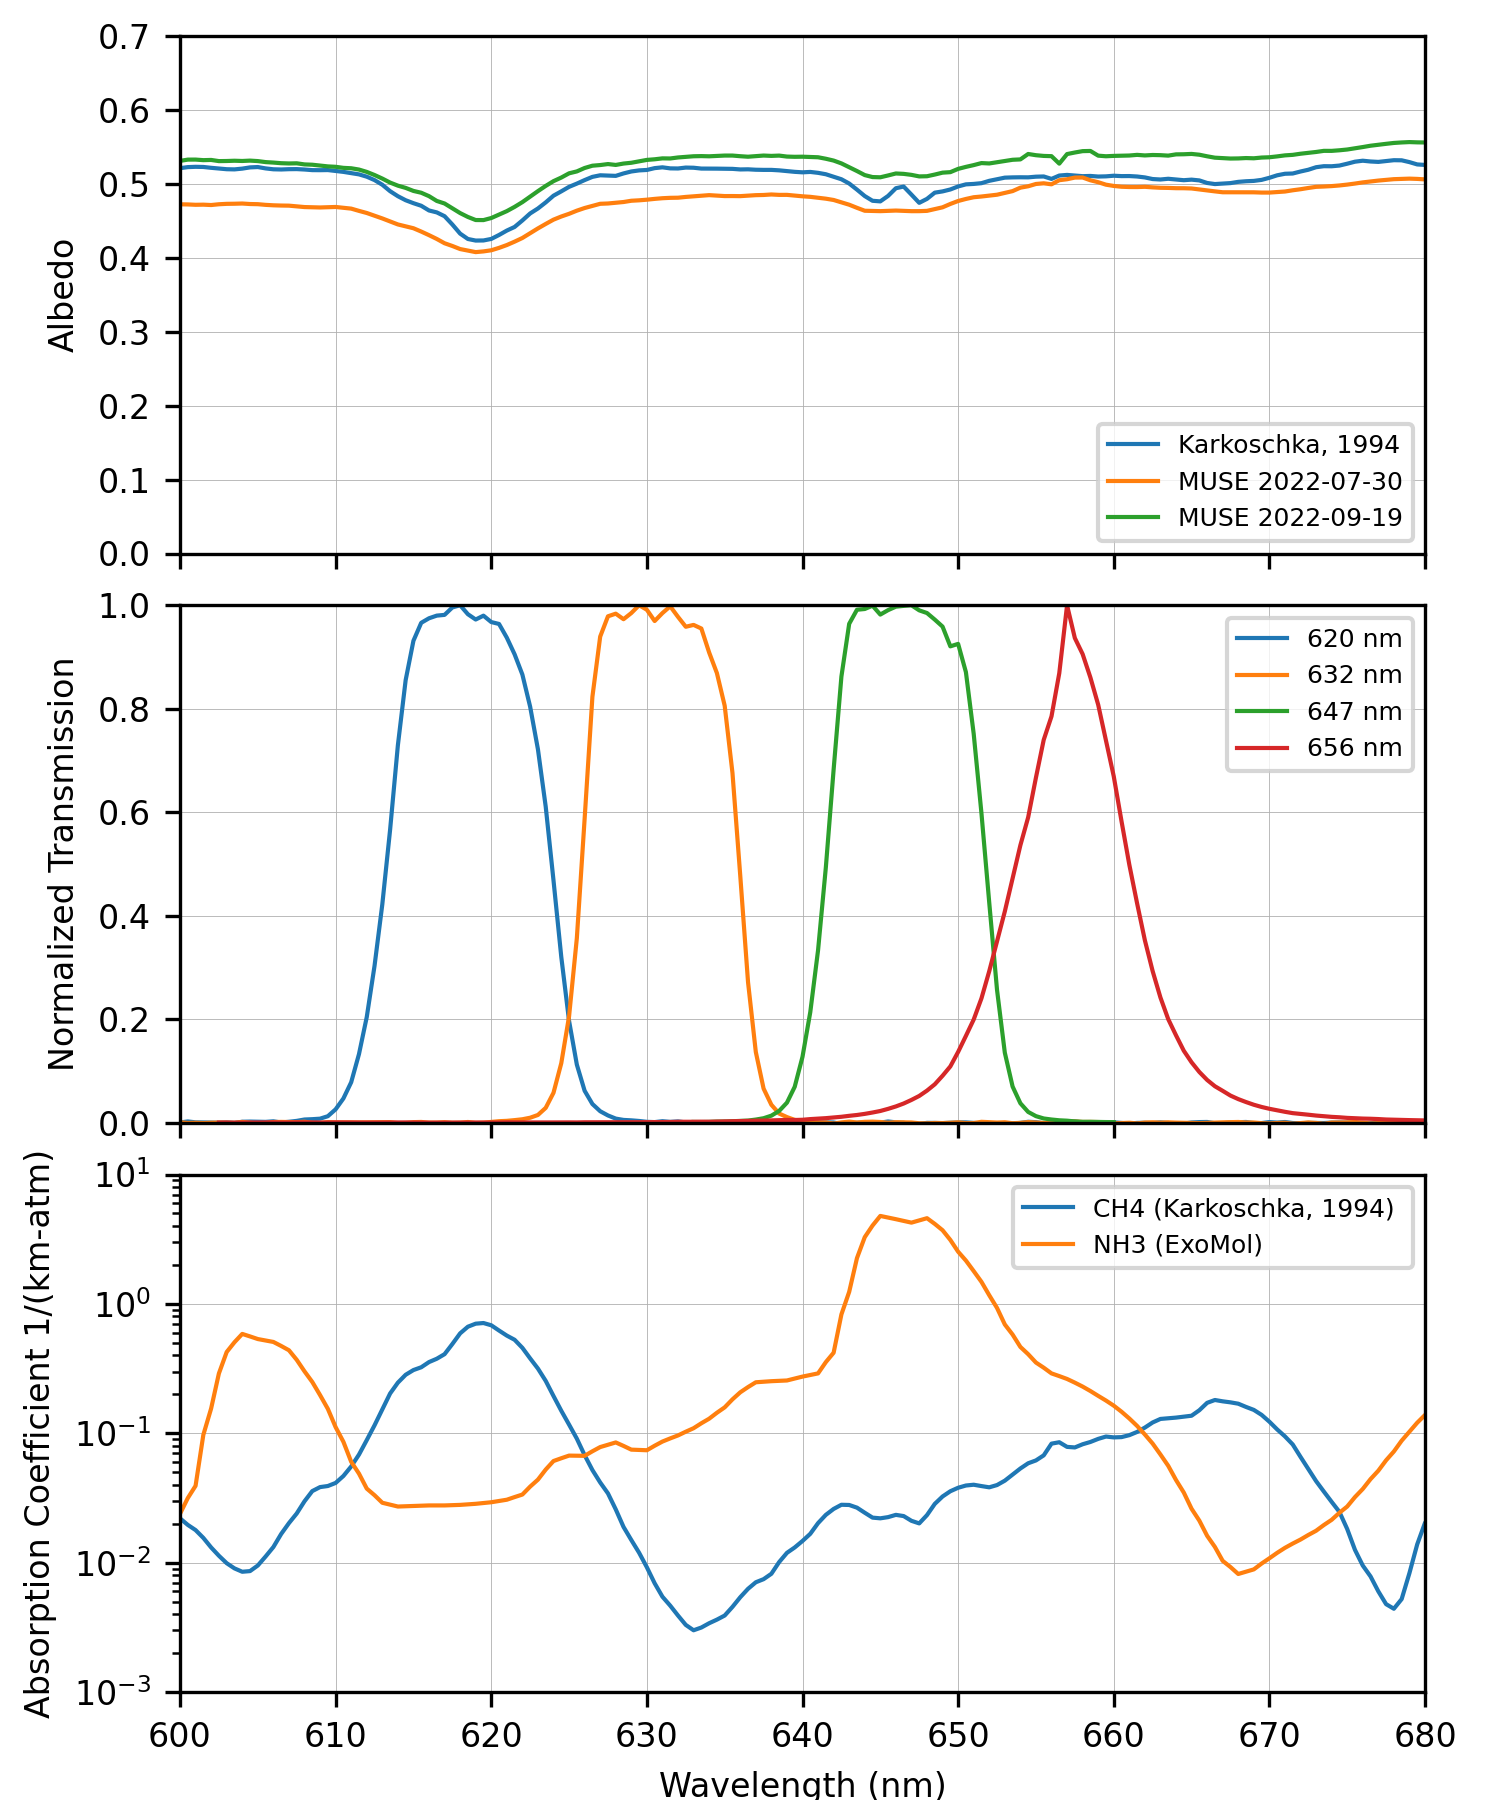 0.7
0.6
0.5
0.4
0.3
0.2
0.1
0.0
Albedo
Karkoschka, 1994
MUSE 2022-07-30
MUSE 2022-09-19
1.0
0.8
0.6
0.4
0.2
0.0
Normalized Transmission
620 nm
632 nm
647 nm
656 nm
10¹
10⁰
10⁻¹
10⁻²
10⁻³
Absorption Coefficient 1/(km-atm)
CH4 (Karkoschka, 1994)
NH3 (ExoMol)
600 610 620 630 640 650 660 670 680
Wavelength (nm)